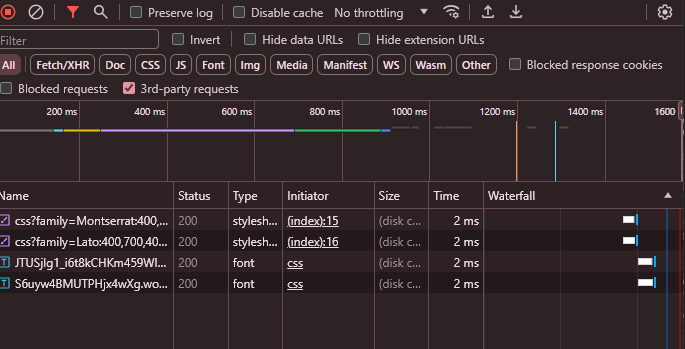 Preserve log Disable cache No throttling
Filter Invert Hide data URLs Hide extension URLs
All Fetch/XHR Doc CSS JS Font Img Media Manifest WS Wasm Other Blocked response cookies
Blocked requests 3rd-party requests
200 ms 400 ms 600 ms 800 ms 1000 ms 1200 ms 1400 ms 1600
Name Status Type Initiator Size Time Waterfall
css?family=Montserrat:400,... 200 stylesh... (index):15 (disk c... 2 ms
css?family=Lato:400,700,40... 200 stylesh... (index):16 (disk c... 2 ms
JTUSjIg1_i6t8kCHKm459Wl... 200 font css (disk c... 2 ms
S6uyw4BMUTPHjx4wXg.wo... 200 font css (disk c... 2 ms